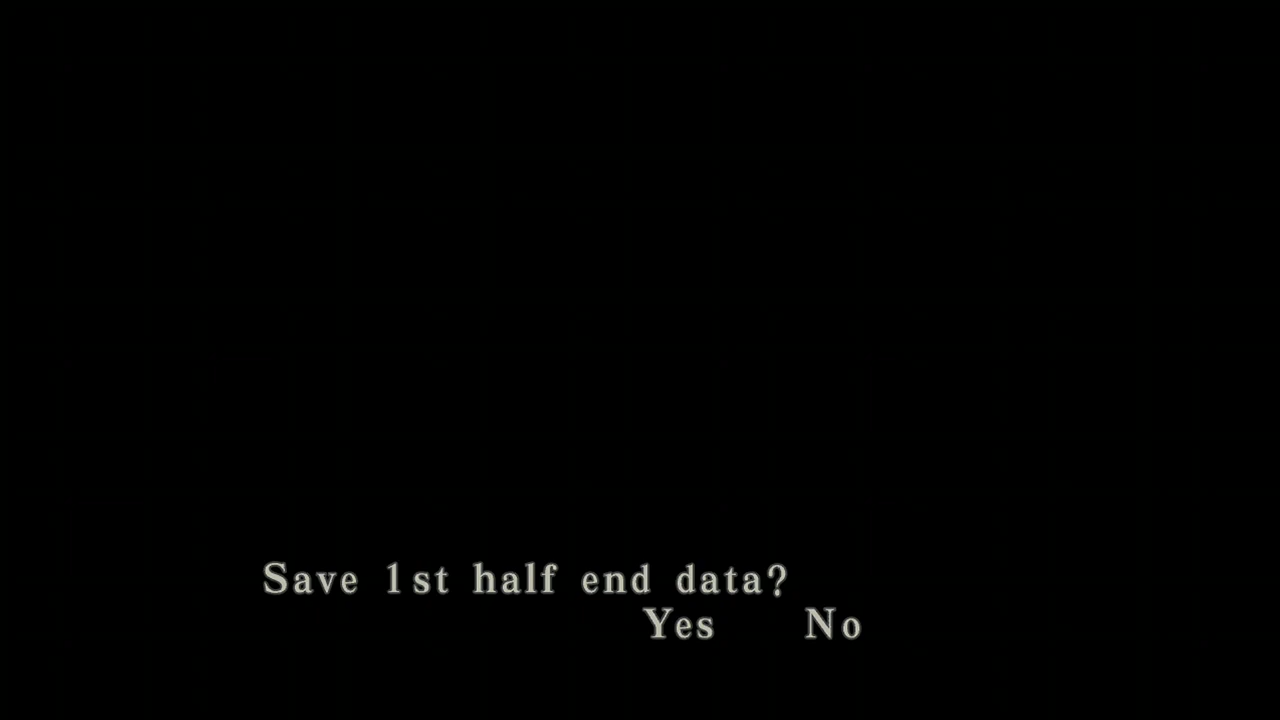 Save 1st half end data?
Yes No